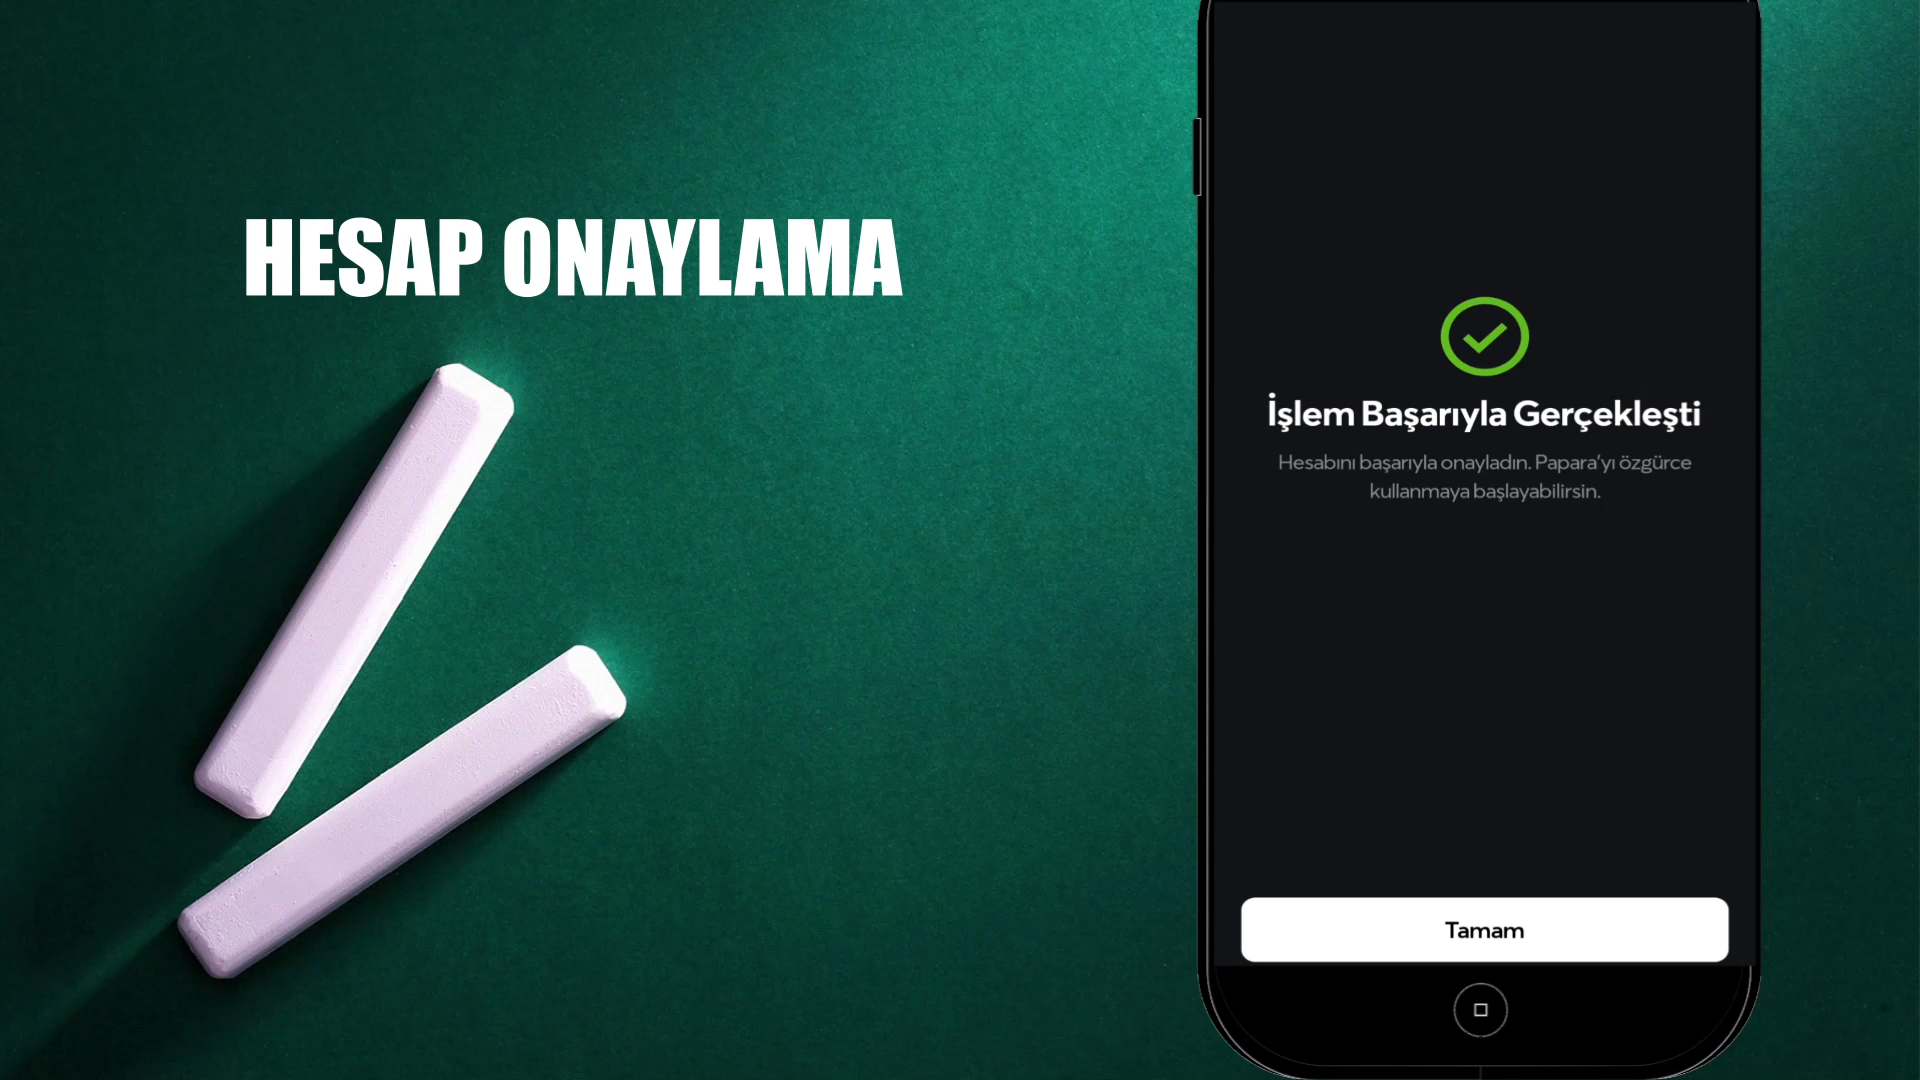 HESAP ONAYLAMA
İşlem Başarıyla Gerçekleşti
Hesabını başarıyla onayladın. Papara'yı özgürce
kullanmaya başlayabilirsin.
Tamam